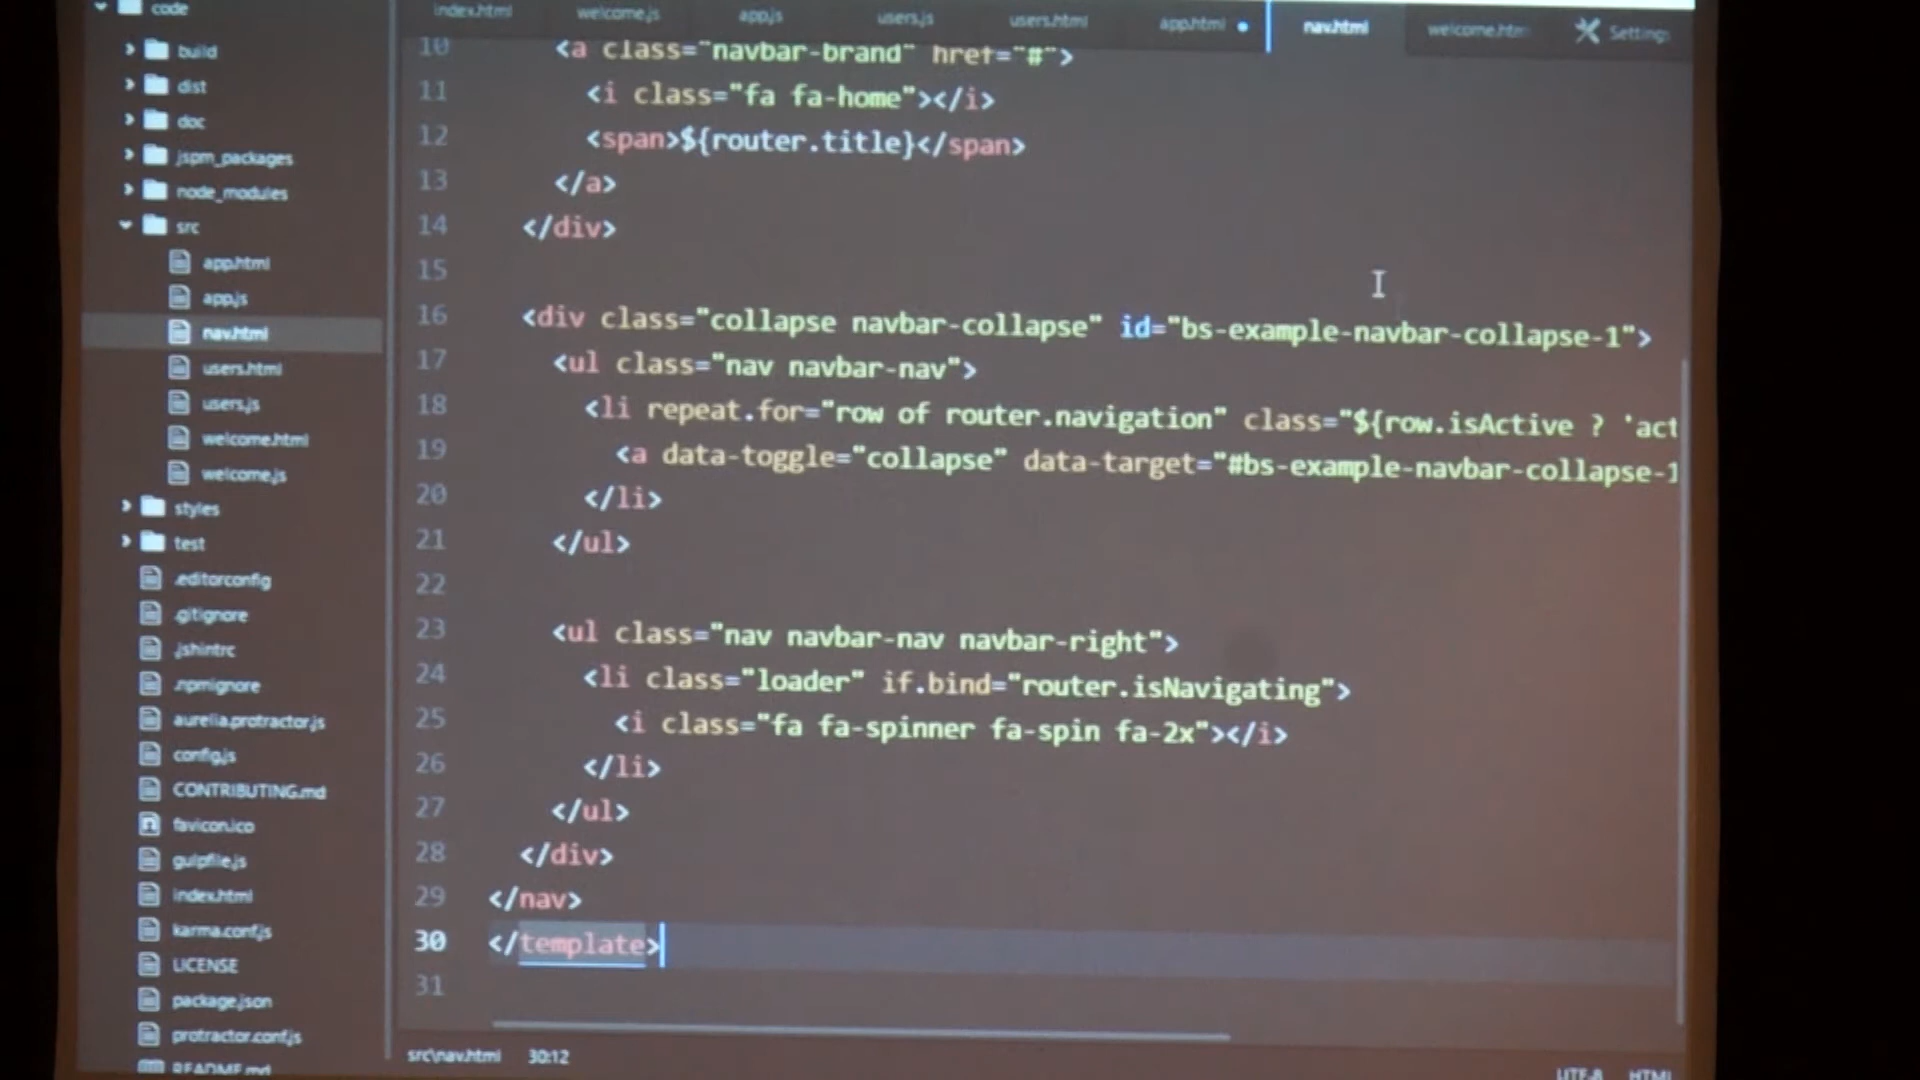 code
build
dist
doc
jspm_packages
node_modules
src
app.html
app.js
nav.html
users.html
users.js
welcome.html
welcome.js
styles
test
.editorconfig
.gitignore
.jshintrc
.npmignore
aurelia.protractor.js
config.js
CONTRIBUTING.md
favicon.ico
gulpfile.js
index.html
karma.conf.js
LICENSE
package.json
protractor.conf.js
README.md
index.html welcome.js app.js users.js users.html app.html nav.html welcome.htm Settings
10 <a class="navbar-brand" href="#">
11 <i class="fa fa-home"></i>
12 <span>${router.title}</span>
13 </a>
14 </div>
15
16 <div class="collapse navbar-collapse" id="bs-example-navbar-collapse-1">
17 <ul class="nav navbar-nav">
18 <li repeat.for="row of router.navigation" class="${row.isActive ? 'act
19 <a data-toggle="collapse" data-target="#bs-example-navbar-collapse-1
20 </li>
21 </ul>
22
23 <ul class="nav navbar-nav navbar-right">
24 <li class="loader" if.bind="router.isNavigating">
25 <i class="fa fa-spinner fa-spin fa-2x"></i>
26 </li>
27 </ul>
28 </div>
29 </nav>
30 </template>
31
src\nav.html 30:12
UTF-8 HTML